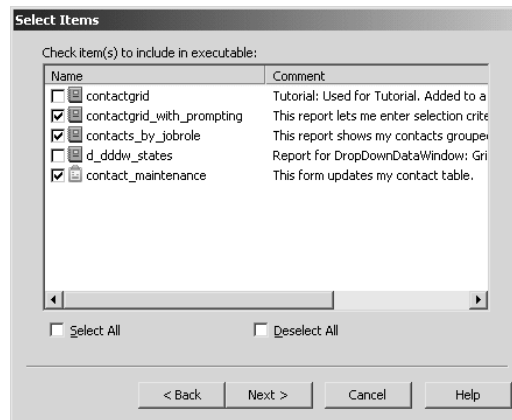 Select Items
Check item(s) to include in executable:
Name Comment
contactgrid Tutorial: Used for Tutorial. Added to a
contactgrid_with_prompting This report lets me enter selection crite
contacts_by_jobrole This report shows my contacts grouped
d_dddw_states Report for DropDownDataWindow: Gri
contact_maintenance This form updates my contact table.
Select All Deselect All
< Back Next > Cancel Help